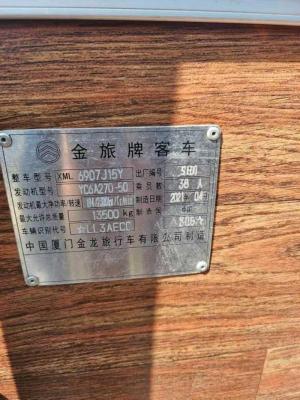 金旅牌客车
整车型号 XML 6907J15Y 出厂编号
发动机型号 YC6A270-50 乘员数 38 人
发动机最大净功率/转速 制造日期
最大允许总质量 13500 kg 制造商
车辆识别代号 ☆LL3AECC
中国厦门金龙旅行车有限公司制造